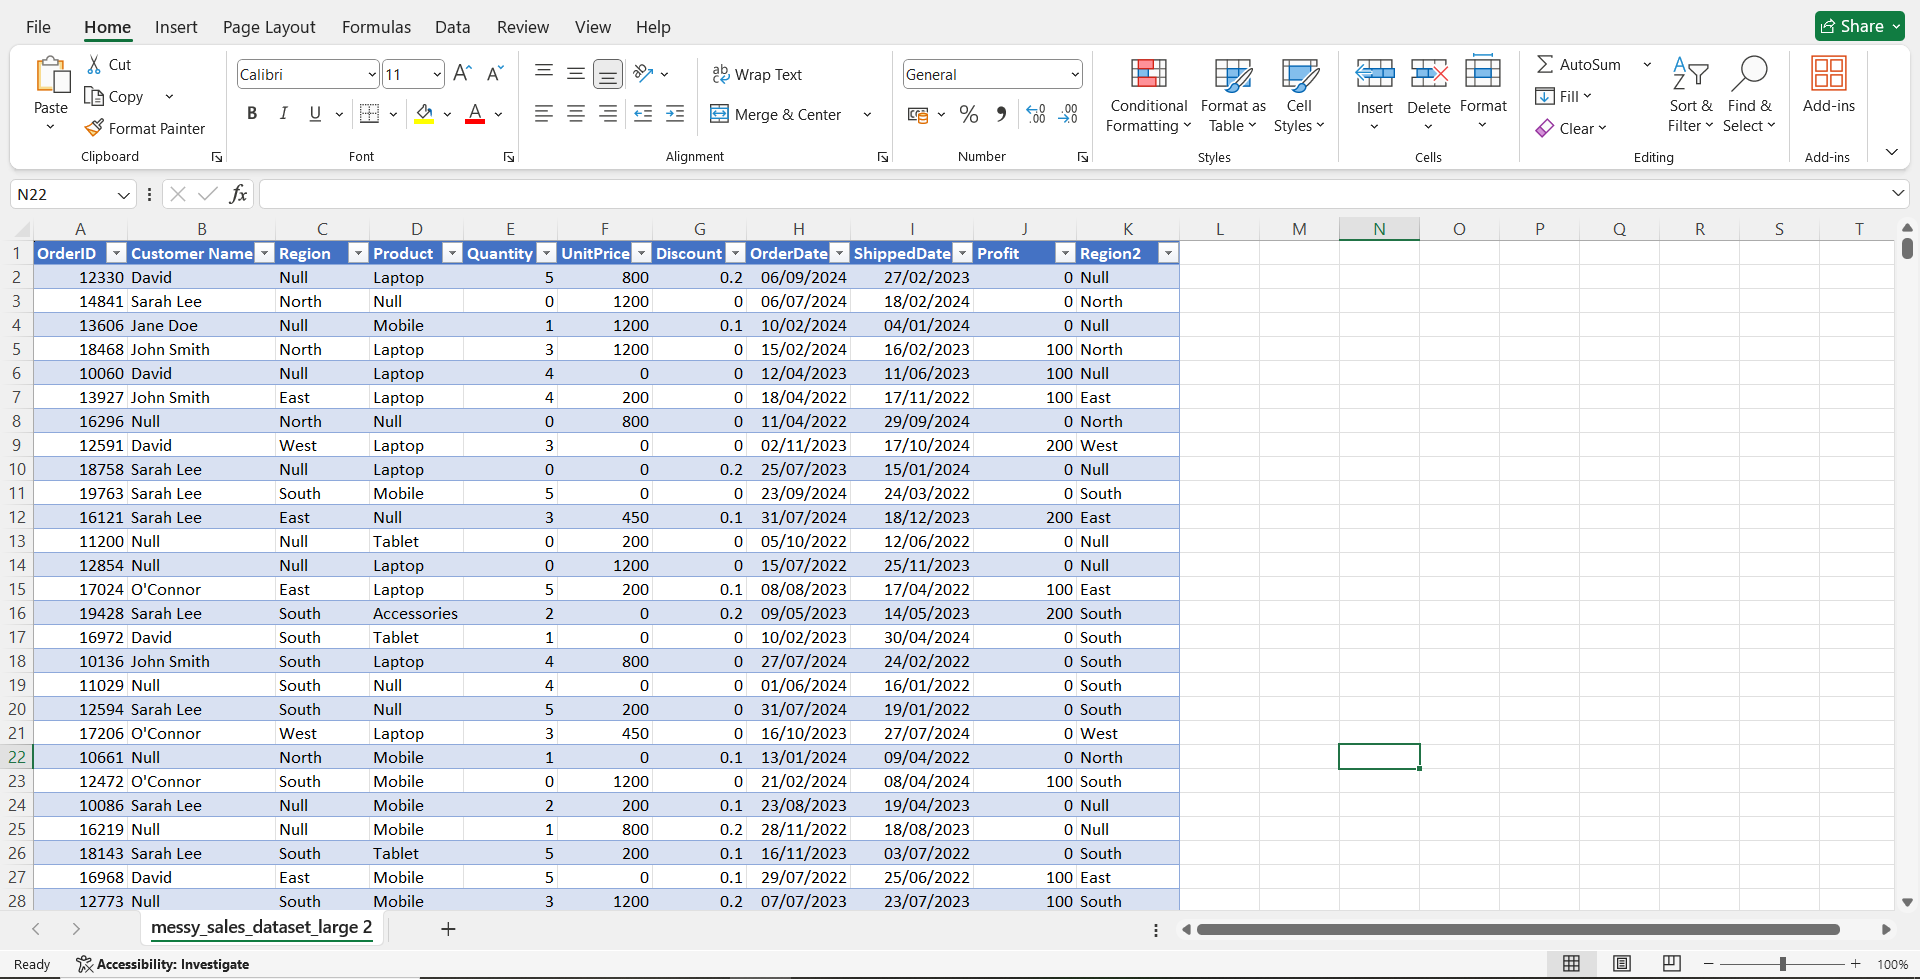 File Home Insert Page Layout Formulas Data Review View Help Share
Paste Cut Copy Format Painter Clipboard
Calibri 11 B I U A Font
Wrap Text Merge & Center Alignment
General % Number
Conditional Formatting Format as Table Cell Styles Styles
Insert Delete Format Cells
AutoSum Fill Clear Sort & Filter Find & Select Editing
Add-ins Add-ins
N22 fx
A B C D E F G H I J K L M N O P Q R S T
1 OrderID Customer Name Region Product Quantity UnitPrice Discount OrderDate ShippedDate Profit Region2
2 12330 David Null Laptop 5 800 0.2 06/09/2024 27/02/2023 0 Null
3 14841 Sarah Lee North Null 0 1200 0 06/07/2024 18/02/2024 0 North
4 13606 Jane Doe Null Mobile 1 1200 0.1 10/02/2024 04/01/2024 0 Null
5 18468 John Smith North Laptop 3 1200 0 15/02/2024 16/02/2023 100 North
6 10060 David Null Laptop 4 0 0 12/04/2023 11/06/2023 100 Null
7 13927 John Smith East Laptop 4 200 0 18/04/2022 17/11/2022 100 East
8 16296 Null North Null 0 800 0 11/04/2022 29/09/2024 0 North
9 12591 David West Laptop 3 0 0 02/11/2023 17/10/2024 200 West
10 18758 Sarah Lee Null Laptop 0 0 0.2 25/07/2023 15/01/2024 0 Null
11 19763 Sarah Lee South Mobile 5 0 0 23/09/2024 24/03/2022 0 South
12 16121 Sarah Lee East Null 3 450 0.1 31/07/2024 18/12/2023 200 East
13 11200 Null Null Tablet 0 200 0 05/10/2022 12/06/2022 0 Null
14 12854 Null Null Laptop 0 1200 0 15/07/2022 25/11/2023 0 Null
15 17024 O'Connor East Laptop 5 200 0.1 08/08/2023 17/04/2022 100 East
16 19428 Sarah Lee South Accessories 2 0 0.2 09/05/2023 14/05/2023 200 South
17 16972 David South Tablet 1 0 0 10/02/2023 30/04/2024 0 South
18 10136 John Smith South Laptop 4 800 0 27/07/2024 24/02/2022 0 South
19 11029 Null South Null 4 0 0 01/06/2024 16/01/2022 0 South
20 12594 Sarah Lee South Null 5 200 0 31/07/2024 19/01/2022 0 South
21 17206 O'Connor West Laptop 3 450 0 16/10/2023 27/07/2024 0 West
22 10661 Null North Mobile 1 0 0.1 13/01/2024 09/04/2022 0 North
23 12472 O'Connor South Mobile 0 1200 0 21/02/2024 08/04/2024 100 South
24 10086 Sarah Lee Null Mobile 2 200 0.1 23/08/2023 19/04/2023 0 Null
25 16219 Null Null Mobile 1 800 0.2 28/11/2022 18/08/2023 0 Null
26 18143 Sarah Lee South Tablet 5 200 0.1 16/11/2023 03/07/2022 0 South
27 16968 David East Mobile 5 0 0.1 29/07/2022 25/06/2022 100 East
28 12773 Null South Mobile 3 1200 0.2 07/07/2023 23/07/2023 100 South
messy_sales_dataset_large 2
Ready Accessibility: Investigate 100%